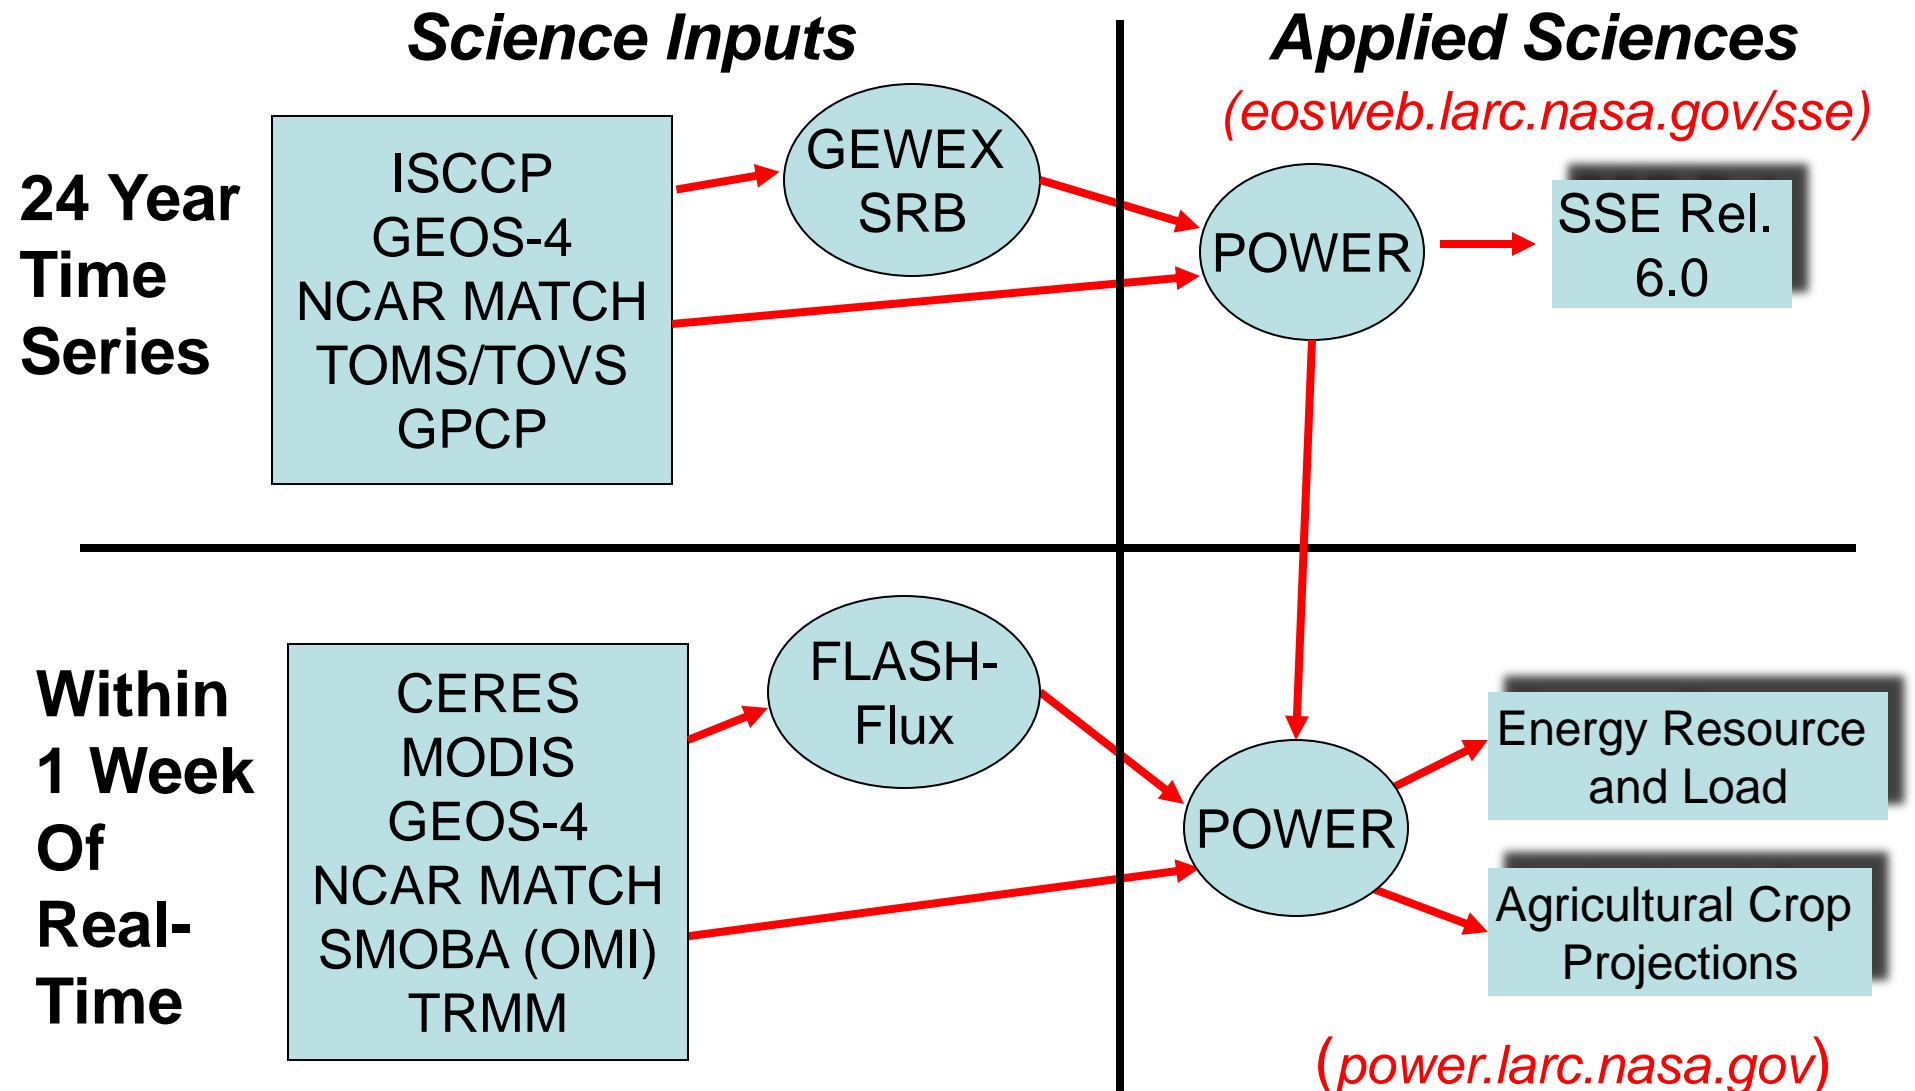 Science Inputs
Applied Sciences
(eosweb.larc.nasa.gov/sse)
24 Year
Time
Series
ISCCP
GEOS-4
NCAR MATCH
TOMS/TOVS
GPCP
GEWEX
SRB
POWER
SSE Rel.
6.0
Within
1 Week
Of
Real-
Time
CERES
MODIS
GEOS-4
NCAR MATCH
SMOBA (OMI)
TRMM
FLASH-
Flux
POWER
Energy Resource
and Load
Agricultural Crop
Projections
(power.larc.nasa.gov)